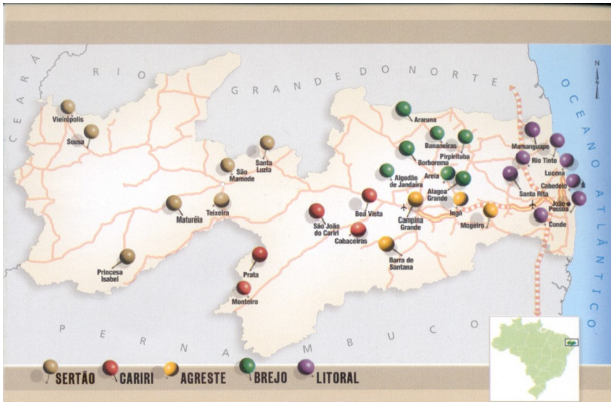 CEARÁ
RIO GRANDE DO NORTE
OCEANO ATLÂNTICO
N
Vieirópolis
Sousa
Santa
Luzia
São
Mamede
Maturéia
Teixeira
Princesa
Isabel
Araruna
Bananeiras
Pirpirituba
Borborema
Algodão
de Jandaíra
Areia
Alagoa
Grande
Mamanguape
Rio Tinto
Lucena
Cabedelo
Santa Rita
João
Pessoa
Conde
São João
do Cariri
Boa Vista
Cabaceiras
Campina
Grande
Ingá
Mogeiro
Barra de
Santana
Prata
Monteiro
PERNAMBUCO
SERTÃO
CARIRI
AGRESTE
BREJO
LITORAL